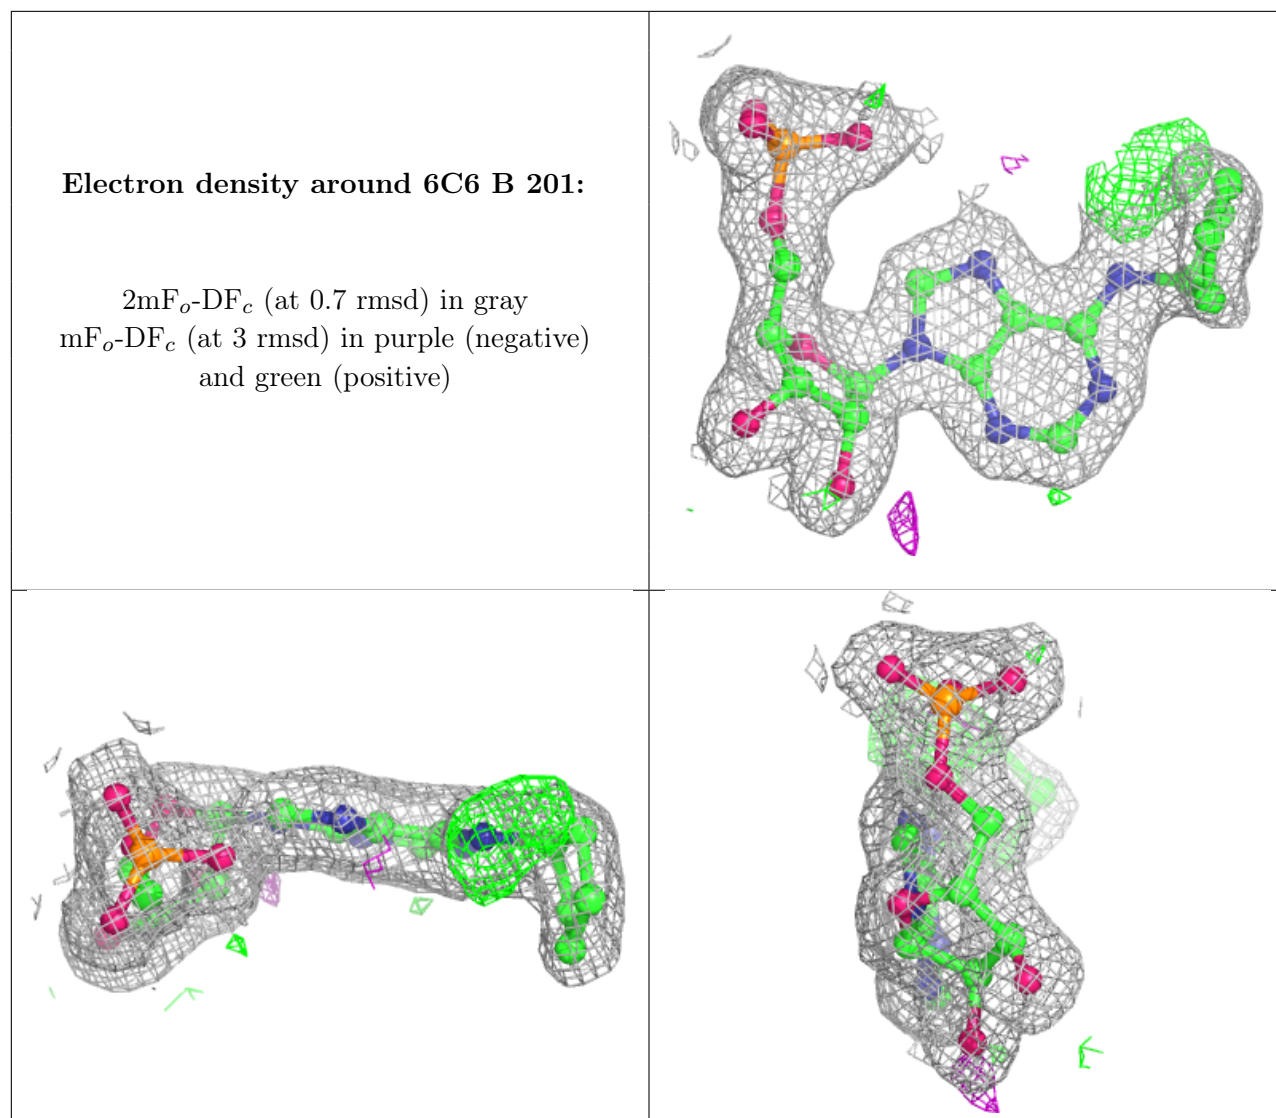 Electron density around 6C6 B 201:
2mFo-DFc (at 0.7 rmsd) in gray
mFo-DFc (at 3 rmsd) in purple (negative)
and green (positive)